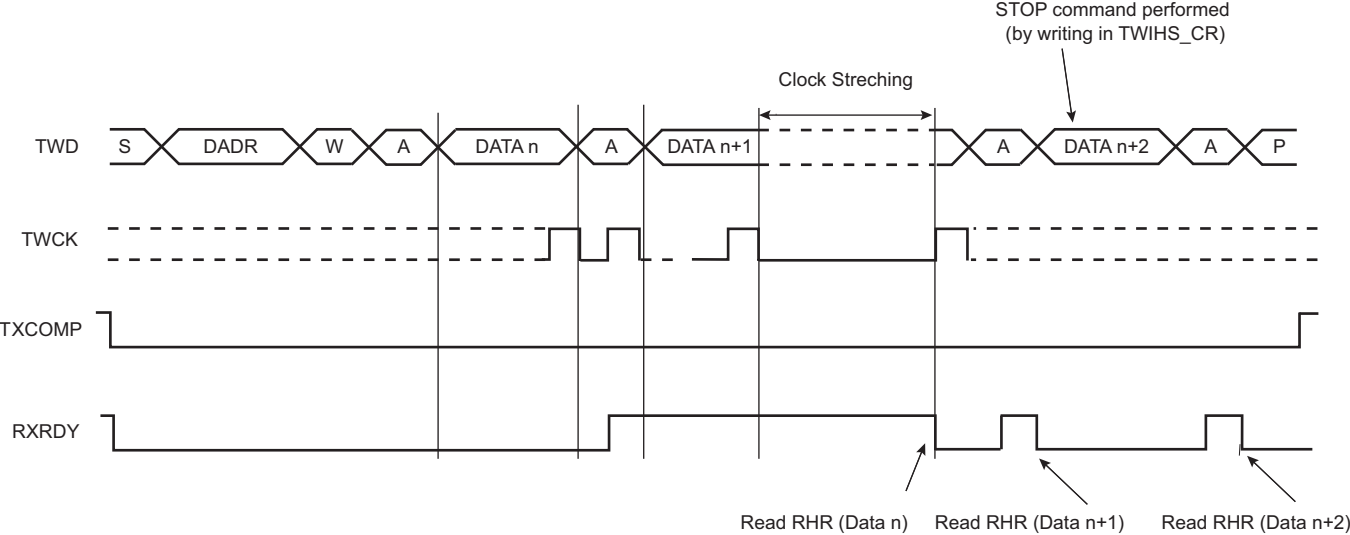 STOP command performed
(by writing in TWIHS_CR)
Clock Streching
TWD S DADR W A DATA n A DATA n+1 A DATA n+2 A P
TWCK
TXCOMP
RXRDY
Read RHR (Data n) Read RHR (Data n+1) Read RHR (Data n+2)